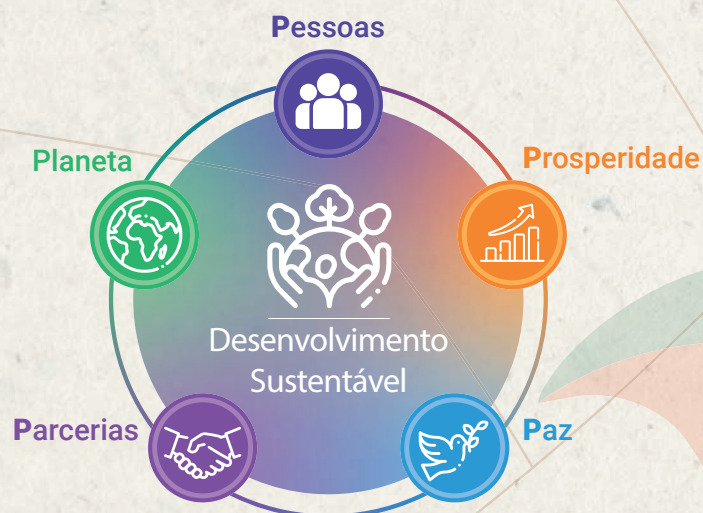 Pessoas
Planeta
Prosperidade
Desenvolvimento
Sustentável
Parcerias
Paz